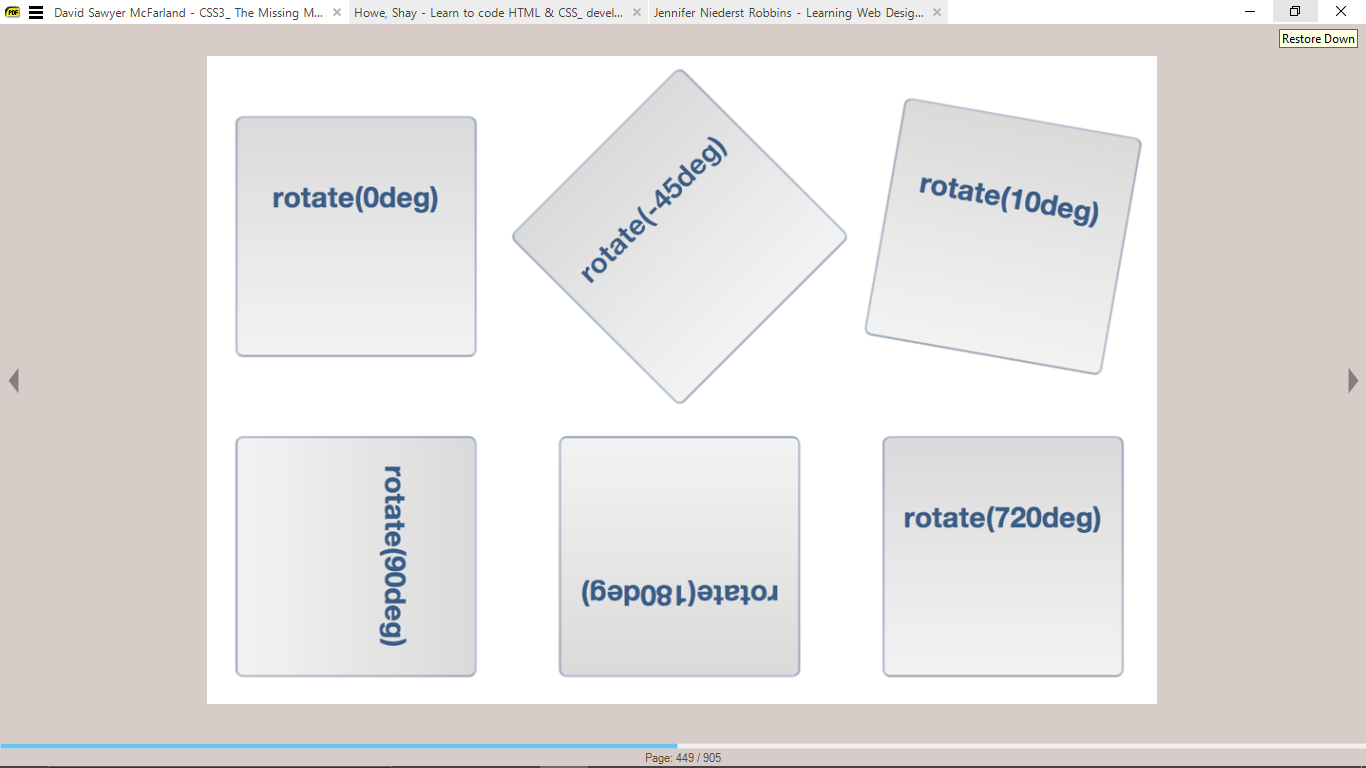 David Sawyer McFarland - CSS3_ The Missing M...
Howe, Shay - Learn to code HTML & CSS_ devel...
Jennifer Niederst Robbins - Learning Web Desig...
Restore Down
rotate(0deg)
rotate(-45deg)
rotate(10deg)
rotate(90deg)
rotate(180deg)
rotate(720deg)
Page: 449 / 905